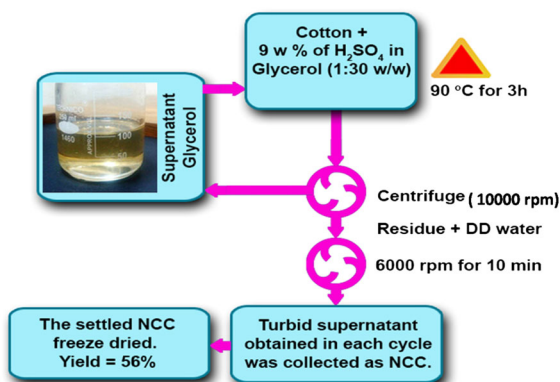 Cotton +
9 w % of H₂SO₄ in
Glycerol (1:30 w/w)
90 °C for 3h
Supernatant
Glycerol
100
Centrifuge (10000 rpm)
Residue + DD water
6000 rpm for 10 min
Turbid supernatant
obtained in each cycle
was collected as NCC.
The settled NCC
freeze dried.
Yield = 56%